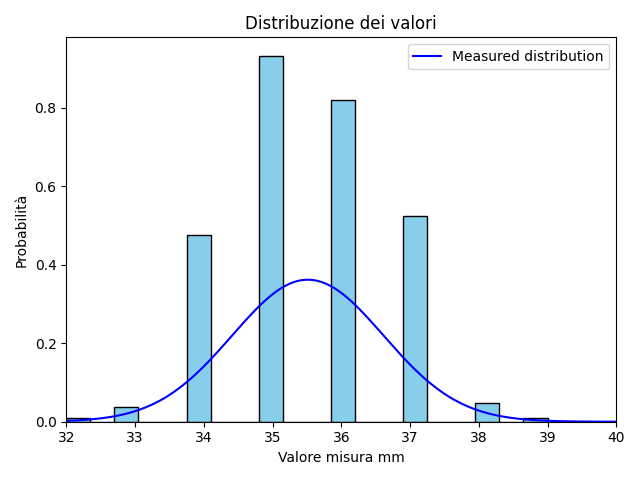 Distribuzione dei valori
Measured distribution
Probabilità
0.8
0.6
0.4
0.2
0.0
32 33 34 35 36 37 38 39 40
Valore misura mm